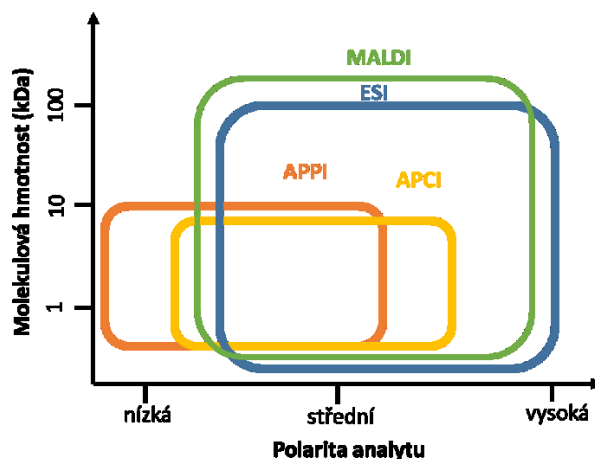 MALDI
ESI
APPI
APCI
Molekulová hmotnost (kDa)
100
10
1
nízká
střední
vysoká
Polarita analytu